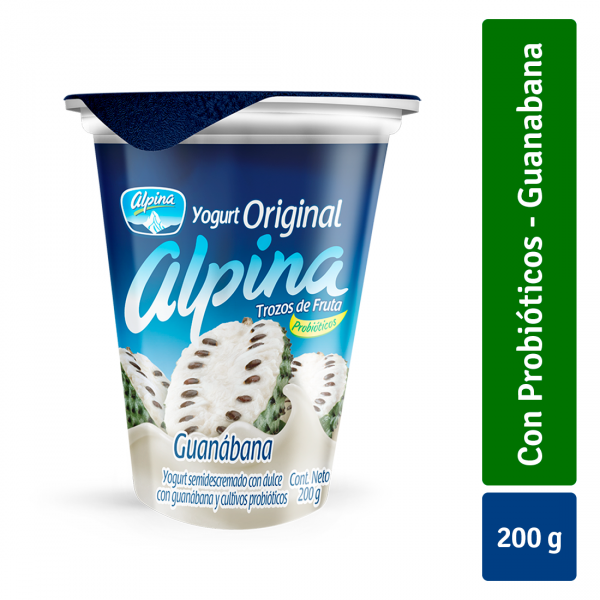 alpina
Yogurt Original
alpina
Trozos de Fruta
Probióticos
Guanábana
Yogurt semidescremado con dulce
con guanábana y cultivos probióticos
Cont. Neto
200 g
Con Probióticos - Guanabana
200 g